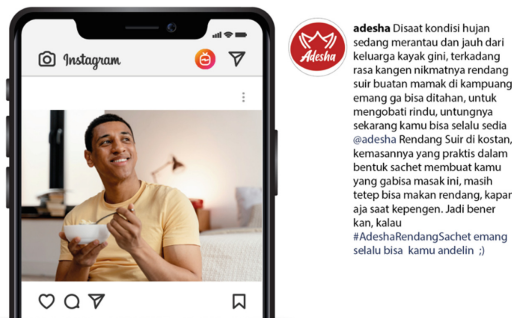 Instagram
Adesha
adesha Disaat kondisi hujan
sedang merantau dan jauh dari
keluarga kayak gini, terkadang
rasa kangen nikmatnya rendang
suir buatan mamak di kampuang
emang ga bisa ditahan, untuk
mengobati rindu, untungnya
sekarang kamu bisa selalu sedia
@adesha Rendang Suir di kostan,
kemasannya yang praktis dalam
bentuk sachet membuat kamu
yang gabisa masak ini, masih
tetep bisa makan rendang, kapan
aja saat kepengen. Jadi bener
kan, kalau
#AdeshaRendangSachet emang
selalu bisa kamu andelin ;)